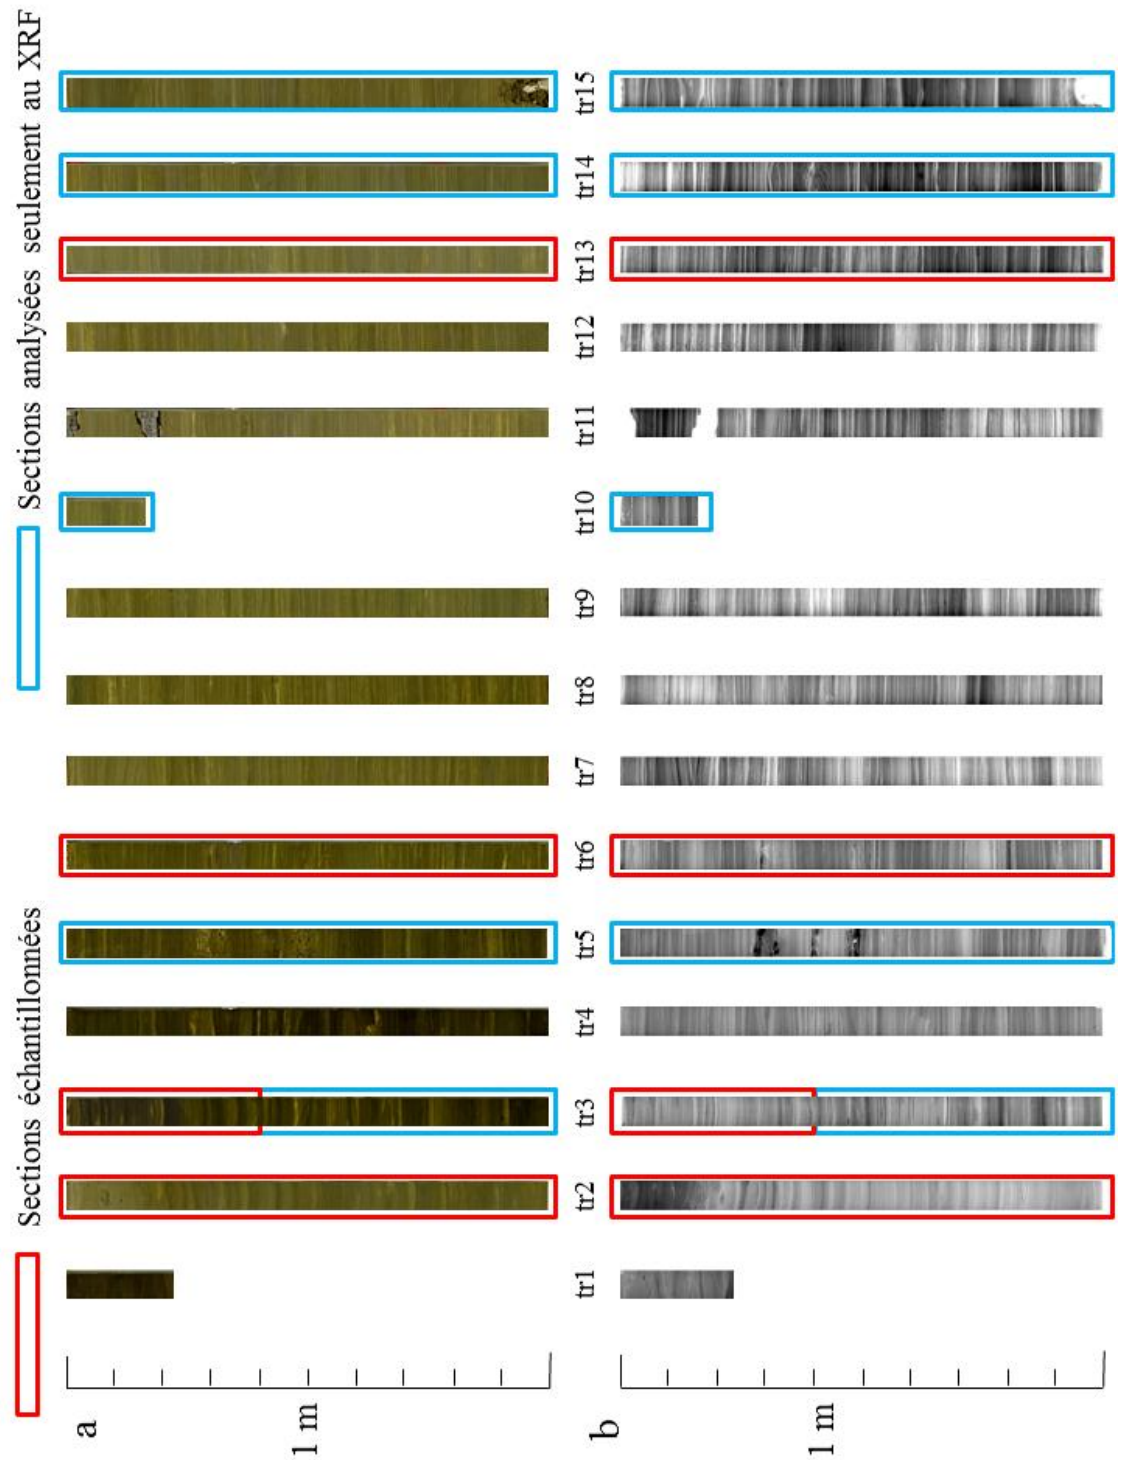 Sections échantillonnées
Sections analysées seulement au XRF
a
1 m
tr1
tr2
tr3
tr4
tr5
tr6
tr7
tr8
tr9
tr10
tr11
tr12
tr13
tr14
tr15
b
1 m